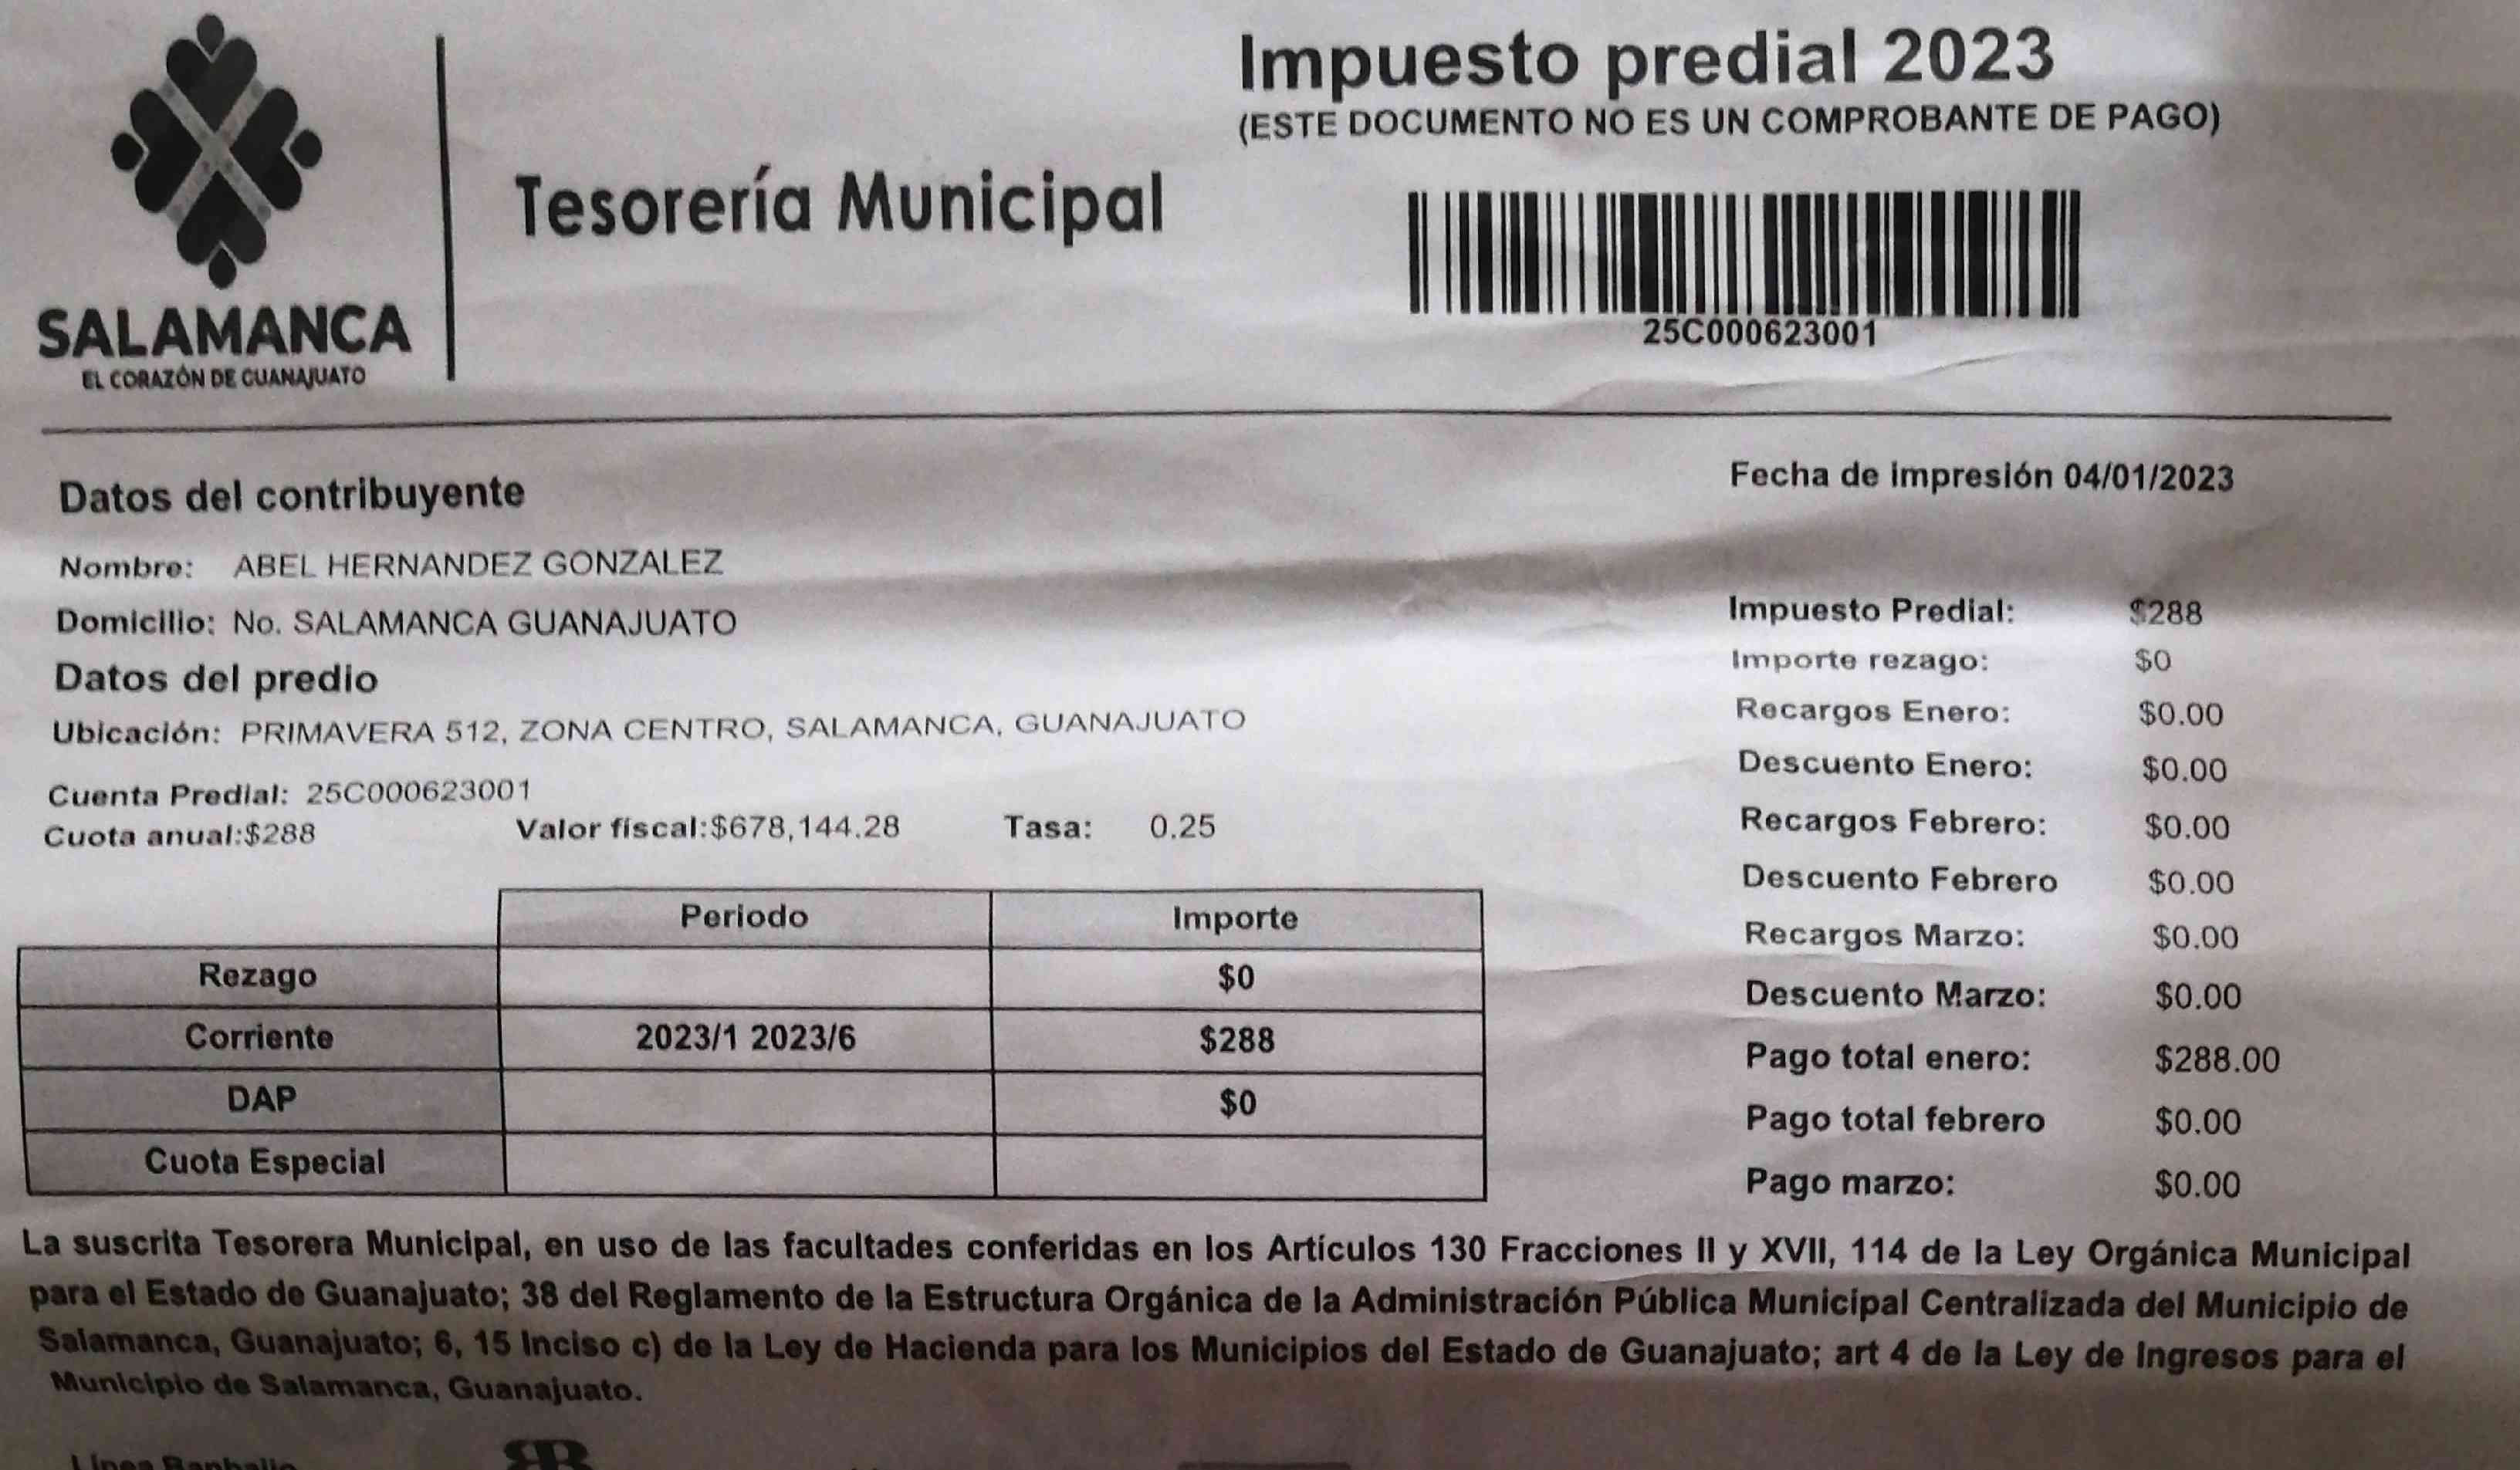 Impuesto predial 2023
(ESTE DOCUMENTO NO ES UN COMPROBANTE DE PAGO)
Tesorería Municipal
25C000623001
SALAMANCA
EL CORAZÓN DE GUANAJUATO
Fecha de impresión 04/01/2023
Datos del contribuyente
Nombre: ABEL HERNANDEZ GONZALEZ
Domicilio: No. SALAMANCA GUANAJUATO
Datos del predio
Ubicación: PRIMAVERA 512, ZONA CENTRO, SALAMANCA, GUANAJUATO
Cuenta Predial: 25C000623001
Cuota anual:$288 Valor fiscal:$678,144.28 Tasa: 0.25
Periodo Importe
Rezago $0
Corriente 2023/1 2023/6 $288
DAP $0
Cuota Especial
Impuesto Predial: $288
Importe rezago: $0
Recargos Enero: $0.00
Descuento Enero: $0.00
Recargos Febrero: $0.00
Descuento Febrero $0.00
Recargos Marzo: $0.00
Descuento Marzo: $0.00
Pago total enero: $288.00
Pago total febrero $0.00
Pago marzo: $0.00
La suscrita Tesorera Municipal, en uso de las facultades conferidas en los Artículos 130 Fracciones II y XVII, 114 de la Ley Orgánica Municipal
para el Estado de Guanajuato; 38 del Reglamento de la Estructura Orgánica de la Administración Pública Municipal Centralizada del Municipio de
Salamanca, Guanajuato; 6, 15 Inciso c) de la Ley de Hacienda para los Municipios del Estado de Guanajuato; art 4 de la Ley de Ingresos para el
Municipio de Salamanca, Guanajuato.
Línea